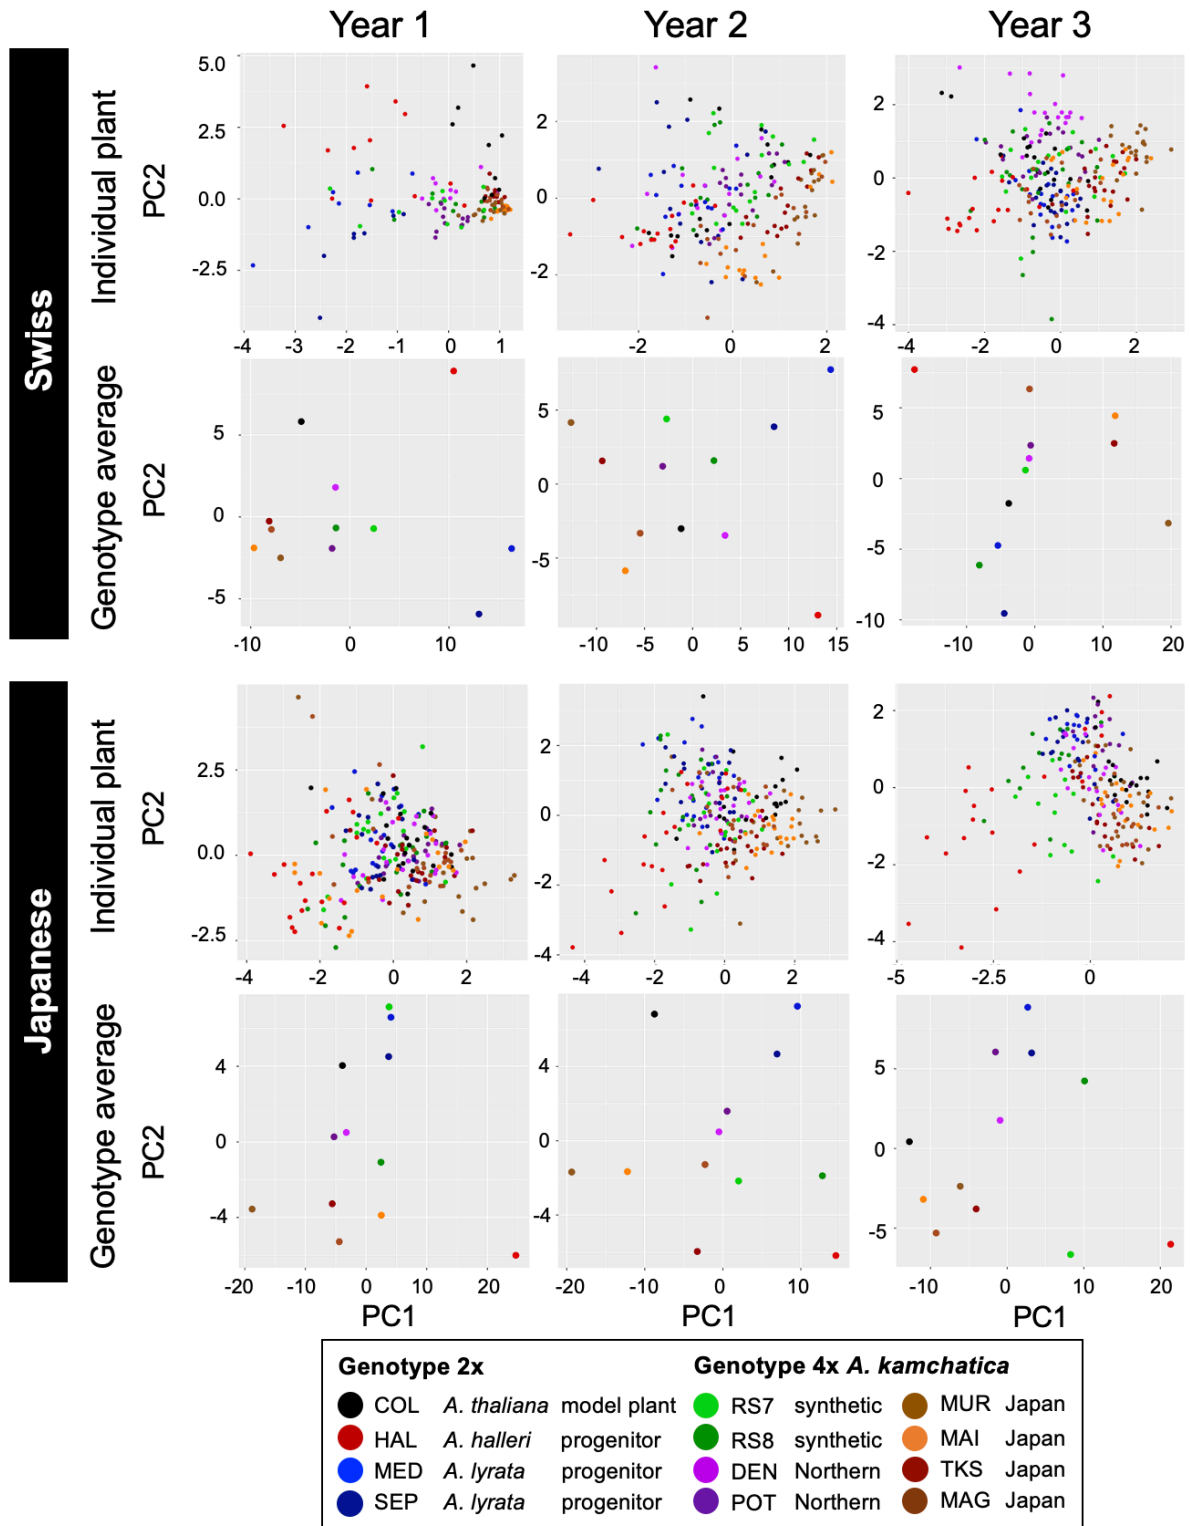 Year 1 Year 2 Year 3
Swiss
Individual plant
PC2
5.0
2.5
0.0
-2.5
-4 -3 -2 -1 0 1
2
0
-2
-2 0 2
2
0
-2
-4
-4 -2 0 2
Genotype average
PC2
5
0
-5
-10 0 10
5
0
-5
-10 -5 0 5 10 15
5
0
-5
-10
-10 0 10 20
Japanese
Individual plant
PC2
2.5
0.0
-2.5
-4 -2 0 2
2
0
-2
-4
-4 -2 0 2
2
0
-2
-4
-5 -2.5 0
Genotype average
PC2
4
0
-4
-20 -10 0 10 20
4
0
-4
-20 -10 0 10
5
0
-5
-10 0 10 20
PC1 PC1 PC1
Genotype 2x
COL A. thaliana model plant
HAL A. halleri progenitor
MED A. lyrata progenitor
SEP A. lyrata progenitor
Genotype 4x A. kamchatica
RS7 synthetic
RS8 synthetic
DEN Northern
POT Northern
MUR Japan
MAI Japan
TKS Japan
MAG Japan